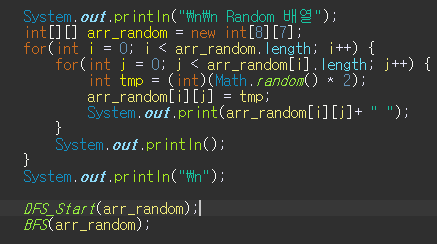 System.out.println("₩n₩n Random 배열");
int[][] arr_random = new int[8][7];
for(int i = 0; i < arr_random.length; i++) {
for(int j = 0; j < arr_random[i].length; j++) {
int tmp = (int)(Math.random() * 2);
arr_random[i][j] = tmp;
System.out.print(arr_random[i][j]+ " ");
}
System.out.println();
}
System.out.println("₩n");
DFS_Start(arr_random);
BFS(arr_random);